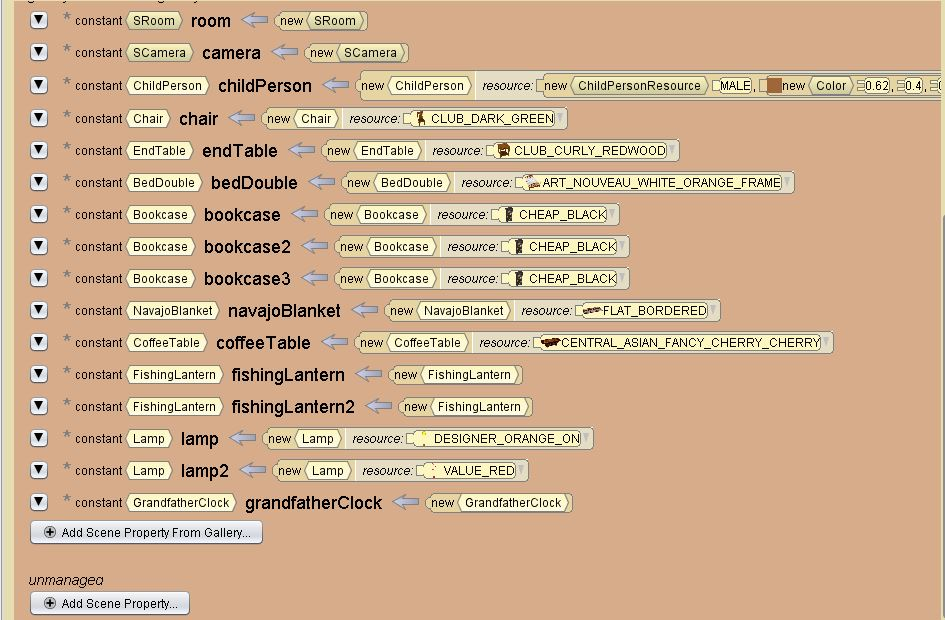 * constant SRoom room new SRoom
* constant SCamera camera new SCamera
* constant ChildPerson childPerson new ChildPerson resource: new ChildPersonResource MALE, new Color 0.62, 0.4,
* constant Chair chair new Chair resource: CLUB_DARK_GREEN
* constant EndTable endTable new EndTable resource: CLUB_CURLY_REDWOOD
* constant BedDouble bedDouble new BedDouble resource: ART_NOUVEAU_WHITE_ORANGE_FRAME
* constant Bookcase bookcase new Bookcase resource: CHEAP_BLACK
* constant Bookcase bookcase2 new Bookcase resource: CHEAP_BLACK
* constant Bookcase bookcase3 new Bookcase resource: CHEAP_BLACK
* constant NavajoBlanket navajoBlanket new NavajoBlanket resource: FLAT_BORDERED
* constant CoffeeTable coffeeTable new CoffeeTable resource: CENTRAL_ASIAN_FANCY_CHERRY_CHERRY
* constant FishingLantern fishingLantern new FishingLantern
* constant FishingLantern fishingLantern2 new FishingLantern
* constant Lamp lamp new Lamp resource: DESIGNER_ORANGE_ON
* constant Lamp lamp2 new Lamp resource: VALUE_RED
* constant GrandfatherClock grandfatherClock new GrandfatherClock
Add Scene Property From Gallery...
unmanaged
Add Scene Property...